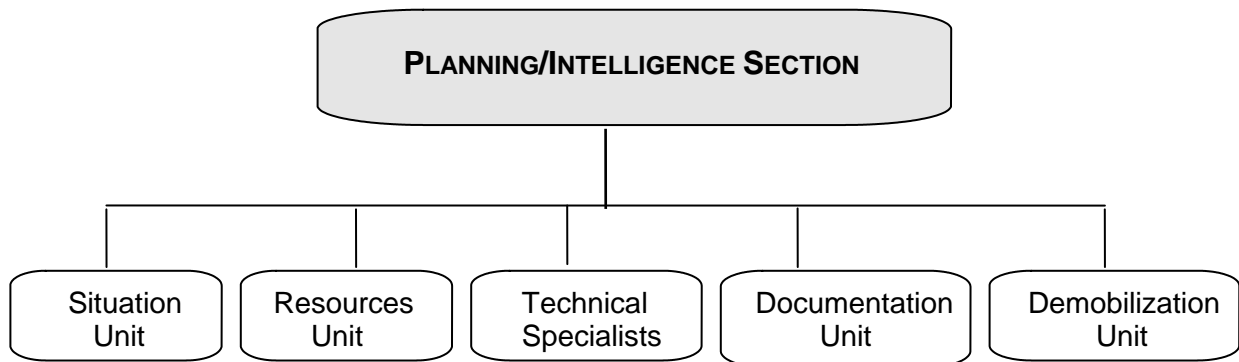 PLANNING/INTELLIGENCE SECTION
Situation
Unit
Resources
Unit
Technical
Specialists
Documentation
Unit
Demobilization
Unit